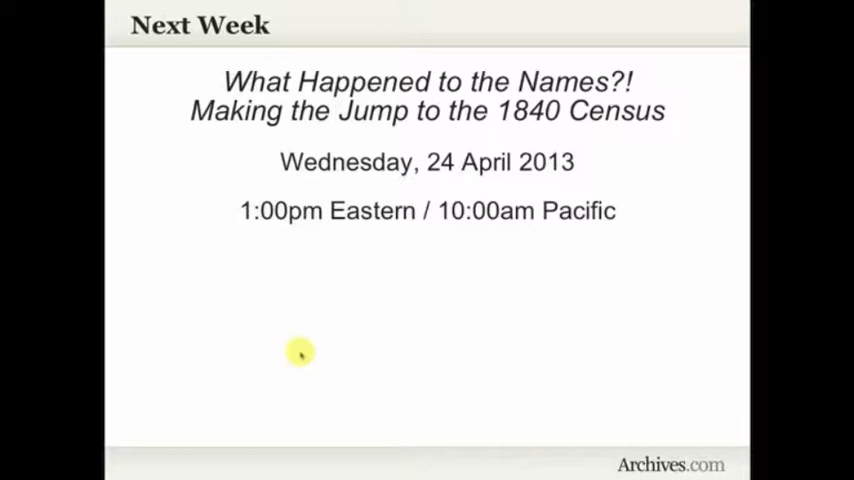 Next Week
What Happened to the Names?!
Making the Jump to the 1840 Census
Wednesday, 24 April 2013
1:00pm Eastern / 10:00am Pacific
Archives.com